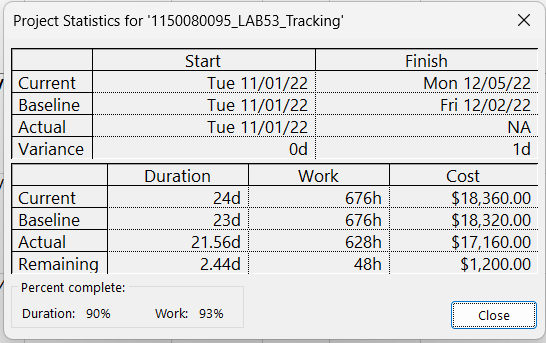 Project Statistics for '1150080095_LAB53_Tracking'
Start Finish
Current Tue 11/01/22 Mon 12/05/22
Baseline Tue 11/01/22 Fri 12/02/22
Actual Tue 11/01/22 NA
Variance 0d 1d
Duration Work Cost
Current 24d 676h $18,360.00
Baseline 23d 676h $18,320.00
Actual 21.56d 628h $17,160.00
Remaining 2.44d 48h $1,200.00
Percent complete:
Duration: 90% Work: 93% Close